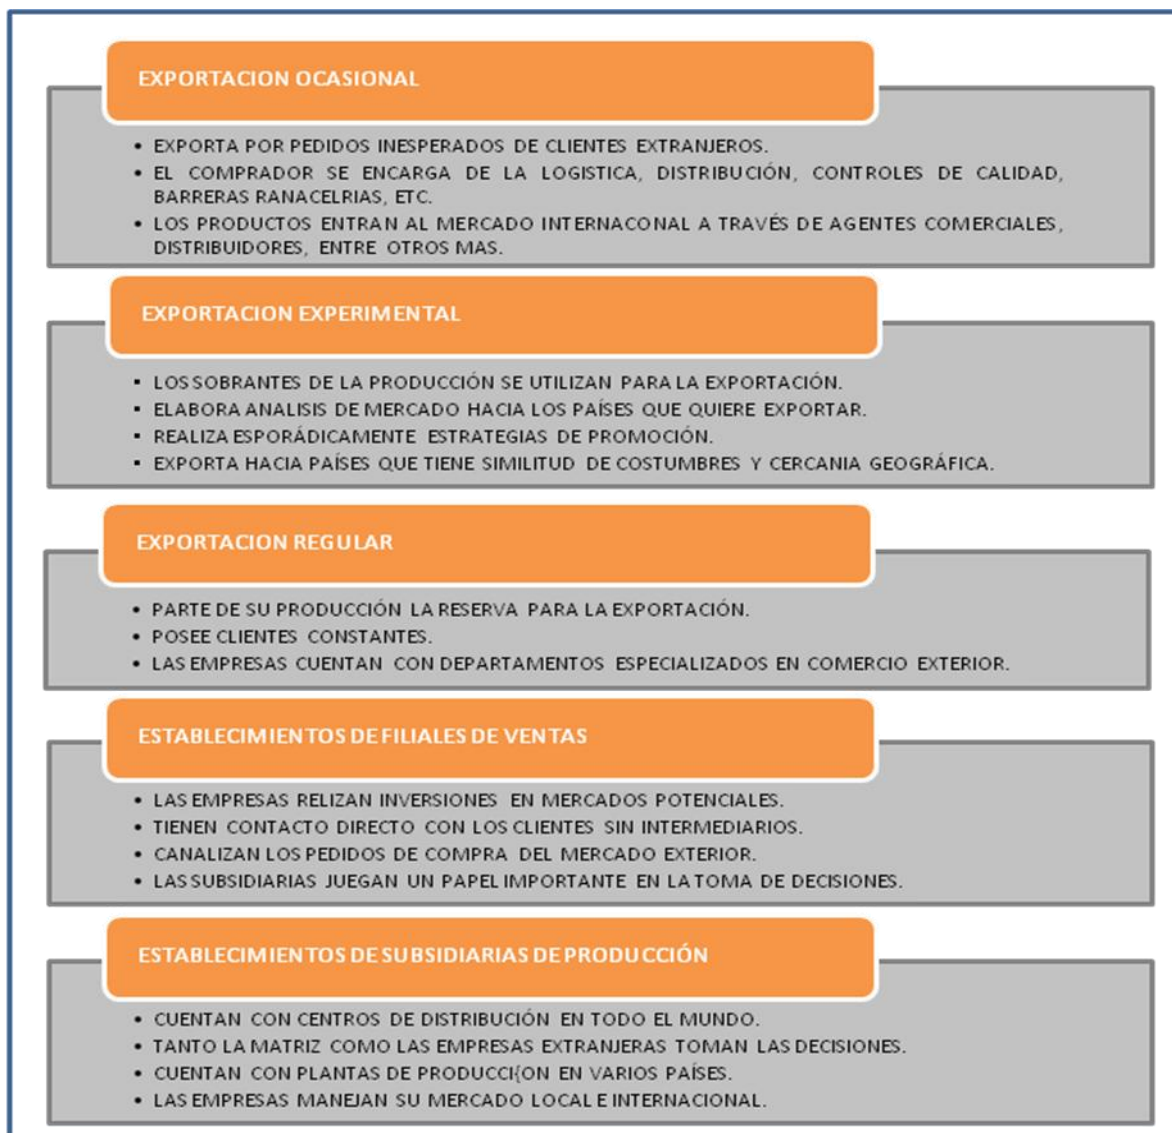 EXPORTACION OCASIONAL
• EXPORTA POR PEDIDOS INESPERADOS DE CLIENTES EXTRANJEROS.
• EL COMPRADOR SE ENCARGA DE LA LOGISTICA, DISTRIBUCIÓN, CONTROLES DE CALIDAD,
BARRERAS RANACELRIAS, ETC.
• LOS PRODUCTOS ENTRAN AL MERCADO INTERNACONAL A TRAVÉS DE AGENTES COMERCIALES,
DISTRIBUIDORES, ENTRE OTROS MAS.
EXPORTACION EXPERIMENTAL
▪ LOS SOBRANTES DE LA PRODUCCIÓN SE UTILIZAN PARA LA EXPORTACIÓN.
▪ ELABORA ANALISIS DE MERCADO HACIA LOS PAÍSES QUE QUIERE EXPORTAR.
▪ REALIZA ESPORÁDICAMENTE ESTRATEGIAS DE PROMOCIÓN.
▪ EXPORTA HACIA PAÍSES QUE TIENE SIMILITUD DE COSTUMBRES Y CERCANIA GEOGRÁFICA.
EXPORTACION REGULAR
• PARTE DE SU PRODUCCIÓN LA RESERVA PARA LA EXPORTACIÓN.
• POSEE CLIENTES CONSTANTES.
• LAS EMPRESAS CUENTAN CON DEPARTAMENTOS ESPECIALIZADOS EN COMERCIO EXTERIOR.
ESTABLECIMIENTOS DE FILIALES DE VENTAS
• LAS EMPRESAS RELIZAN INVERSIONES EN MERCADOS POTENCIALES.
• TIENEN CONTACTO DIRECTO CON LOS CLIENTES SIN INTERMEDIARIOS.
• CANALIZAN LOS PEDIDOS DE COMPRA DEL MERCADO EXTERIOR.
• LAS SUBSIDIARIAS JUEGAN UN PAPEL IMPORTANTE EN LA TOMA DE DECISIONES.
ESTABLECIMIENTOS DE SUBSIDIARIAS DE PRODUCCIÓN
• CUENTAN CON CENTROS DE DISTRIBUCIÓN EN TODO EL MUNDO.
• TANTO LA MATRIZ COMO LAS EMPRESAS EXTRANJERAS TOMAN LAS DECISIONES.
• CUENTAN CON PLANTAS DE PRODUCCI{ON EN VARIOS PAÍSES.
• LAS EMPRESAS MANEJAN SU MERCADO LOCAL E INTERNACIONAL.